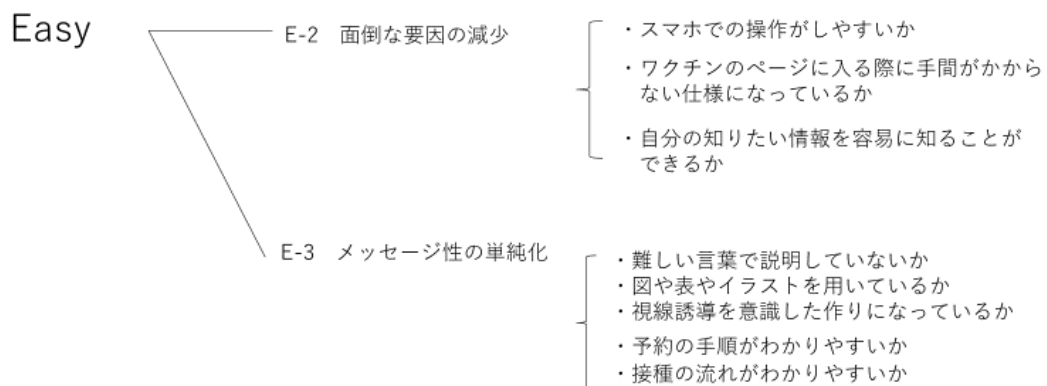 Easy
E-2 面倒な要因の減少
・スマホでの操作がしやすいか
・ワクチンのページに入る際に手間がかから
ない仕様になっているか
・自分の知りたい情報を容易に知ることが
できるか
E-3 メッセージ性の単純化
・難しい言葉で説明していないか
・図や表やイラストを用いているか
・視線誘導を意識した作りになっているか
・予約の手順がわかりやすいか
・接種の流れがわかりやすいか